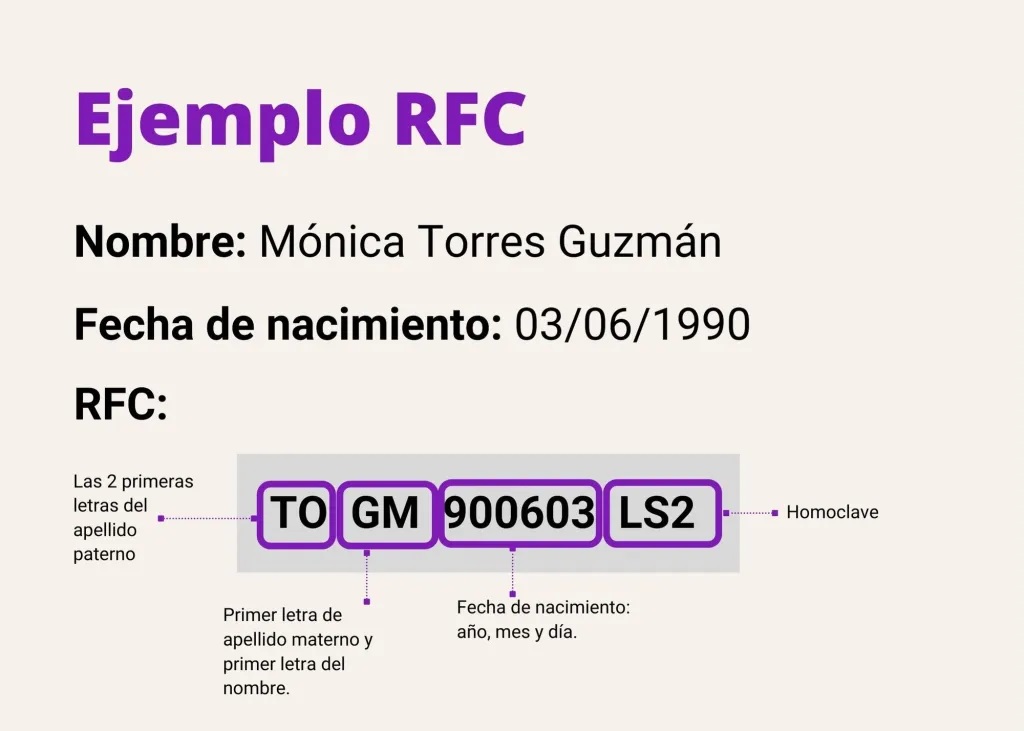 Ejemplo RFC
Nombre: Mónica Torres Guzmán
Fecha de nacimiento: 03/06/1990
RFC:
Las 2 primeras
letras del
apellido
paterno
TO GM 900603 LS2
Homoclave
Primer letra de
apellido materno y
primer letra del
nombre.
Fecha de nacimiento:
año, mes y día.